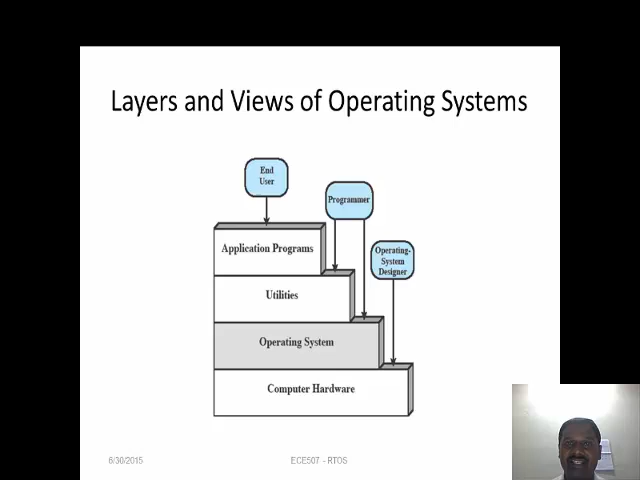 Layers and Views of Operating Systems
End
User
Programmer
Operating-
System
Designer
Application Programs
Utilities
Operating System
Computer Hardware
6/30/2015
ECE507 - RTOS